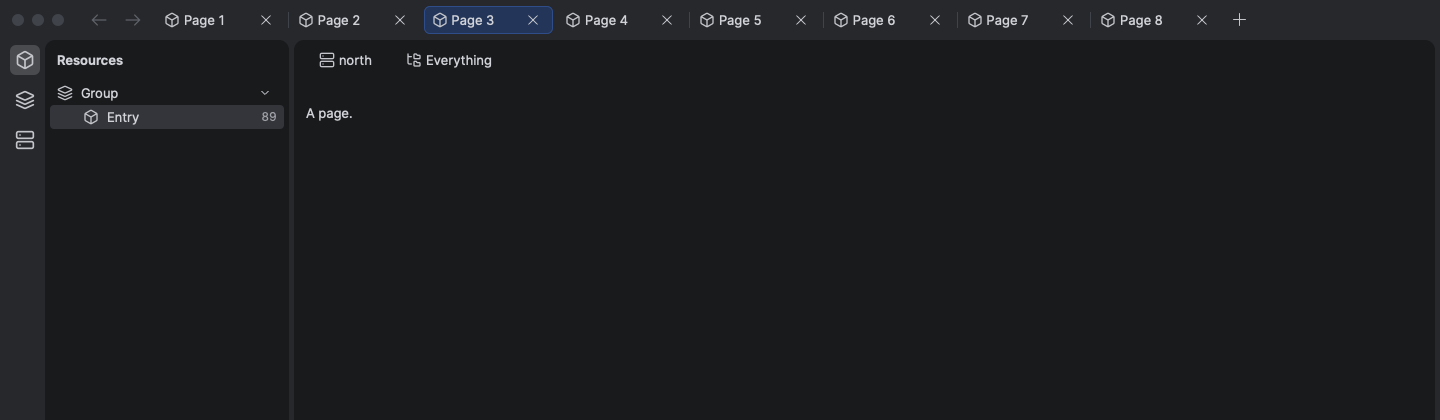 Page 1
Page 2
Page 3
Page 4
Page 5
Page 6
Page 7
Page 8
Resources
north
Everything
Group
Entry 89
A page.